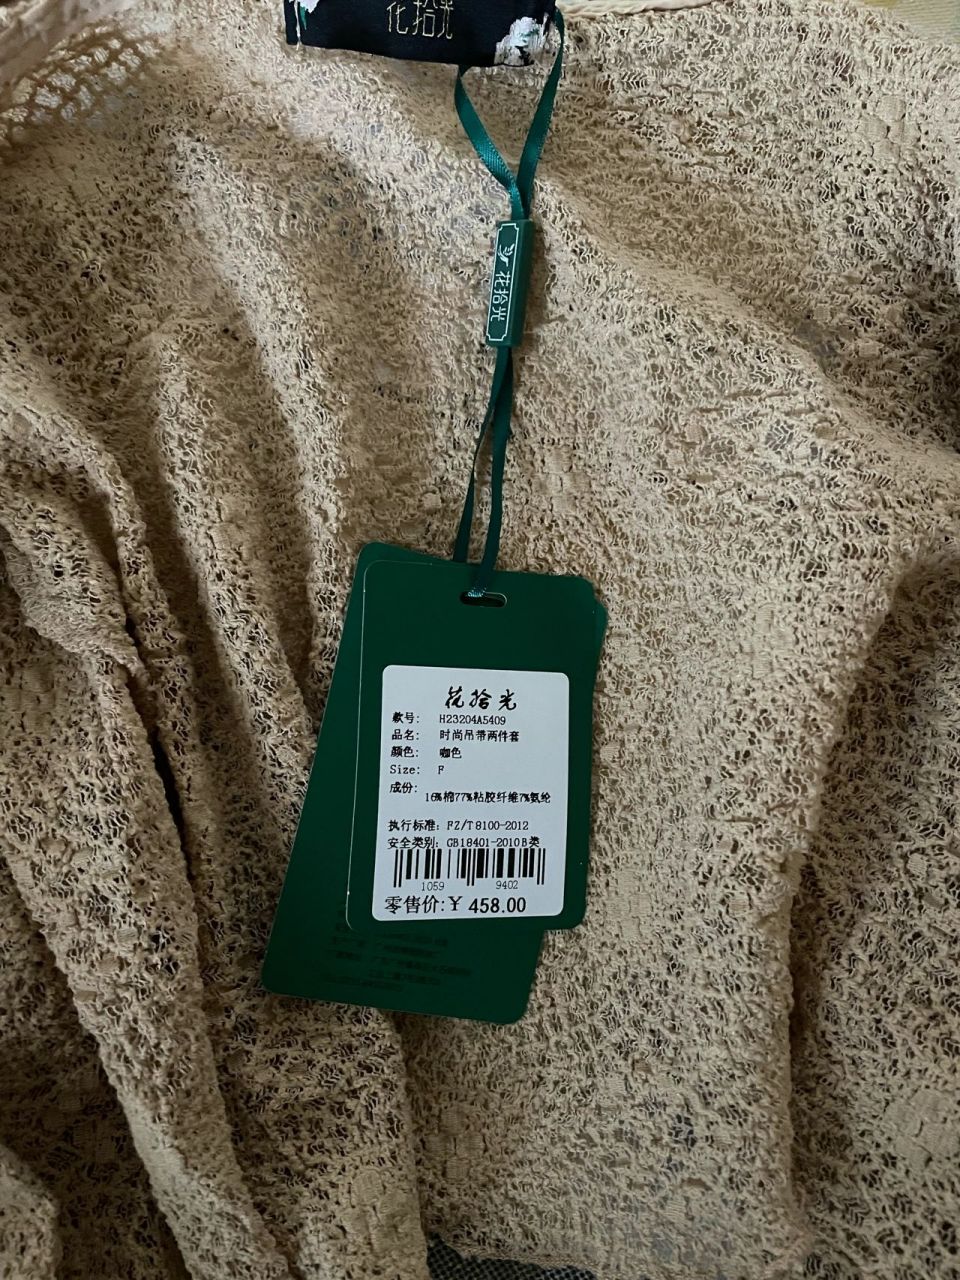 花拾光
花拾光
花拾光
款号: H23204A5409
品名: 时尚吊带两件套
颜色: 咖色
Size: F
成份:
16%棉77%粘胶纤维7%氨纶
执行标准: FZ/T8100-2012
安全类别: GB18401-2010B类
1059 9402
零售价:￥ 458.00